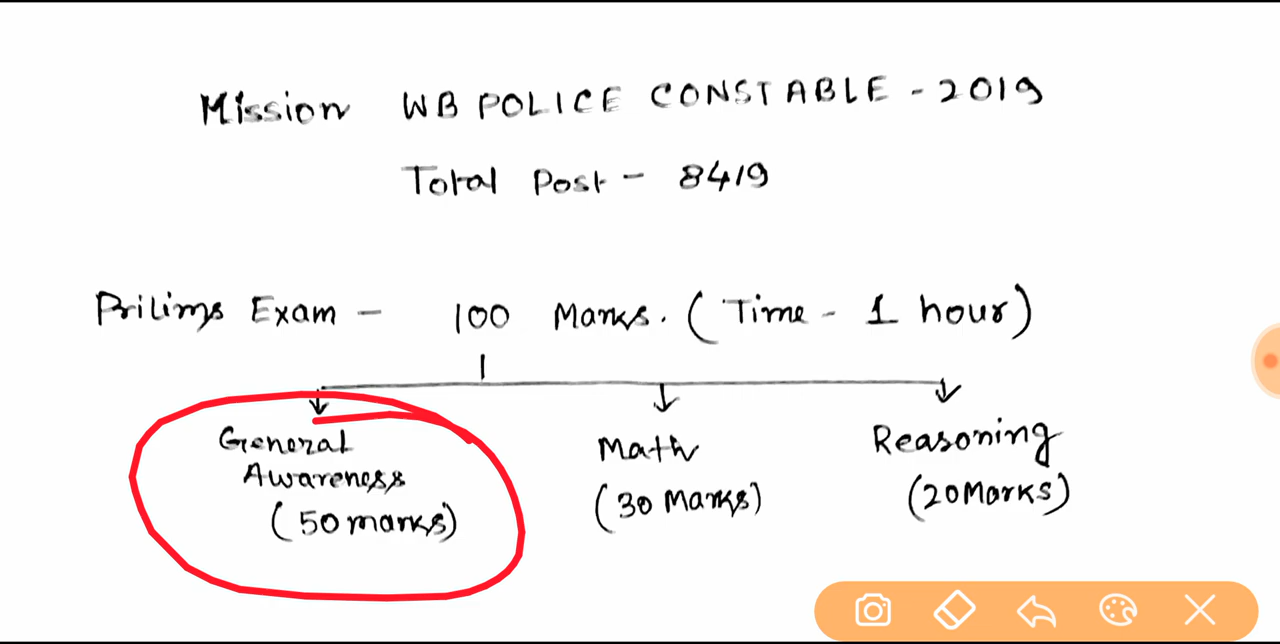 Mission WB POLICE CONSTABLE - 2019
Total Post - 8419
Prilims Exam - 100 Marks. (Time - 1 hour)
General
Awareness
(50 marks)
Math
(30 Marks)
Reasoning
(20 Marks)